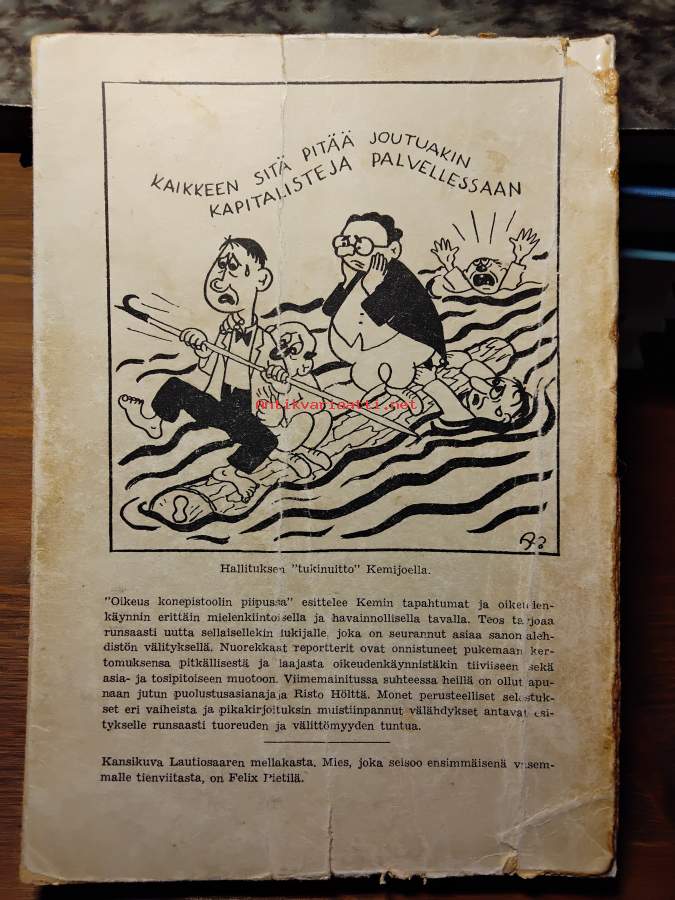 KAIKKEEN SITÄ PITÄÄ JOUTUAKIN
KAPITALISTEJA PALVELLESSAAN
Antikvariaatti.net
A?
Hallituksen "tukinuitto" Kemijoella.
"Oikeus konepistoolin piipussa" esittelee Kemin tapahtumat ja oikeuden-
käynnin erittäin mielenkiintoisella ja havainnollisella tavalla. Teos tarjoaa
runsaasti uutta sellaisellekin lukijalle, joka on seurannut asiaa sanomaleh-
distön välityksellä. Nuorekkaat reportterit ovat onnistuneet pukemaan ker-
tomuksensa pitkällisestä ja laajasta oikeudenkäynnistäkin tiiviiseen sekä
asia- ja tosipitoiseen muotoon. Viimemainitussa suhteessa heillä on ollut apu-
naan jutun puolustusasianajaja Risto Hölttä. Monet perusteelliset selostuk-
set eri vaiheista ja pikakirjoituksin muistiinpannut välähdykset antavat esi-
tykselle runsaasti tuoreuden ja välittömyyden tuntua.
Kansikuva Lautiosaaren mellakasta. Mies, joka seisoo ensimmäisenä vasem-
malle tienviitasta, on Felix Pietilä.